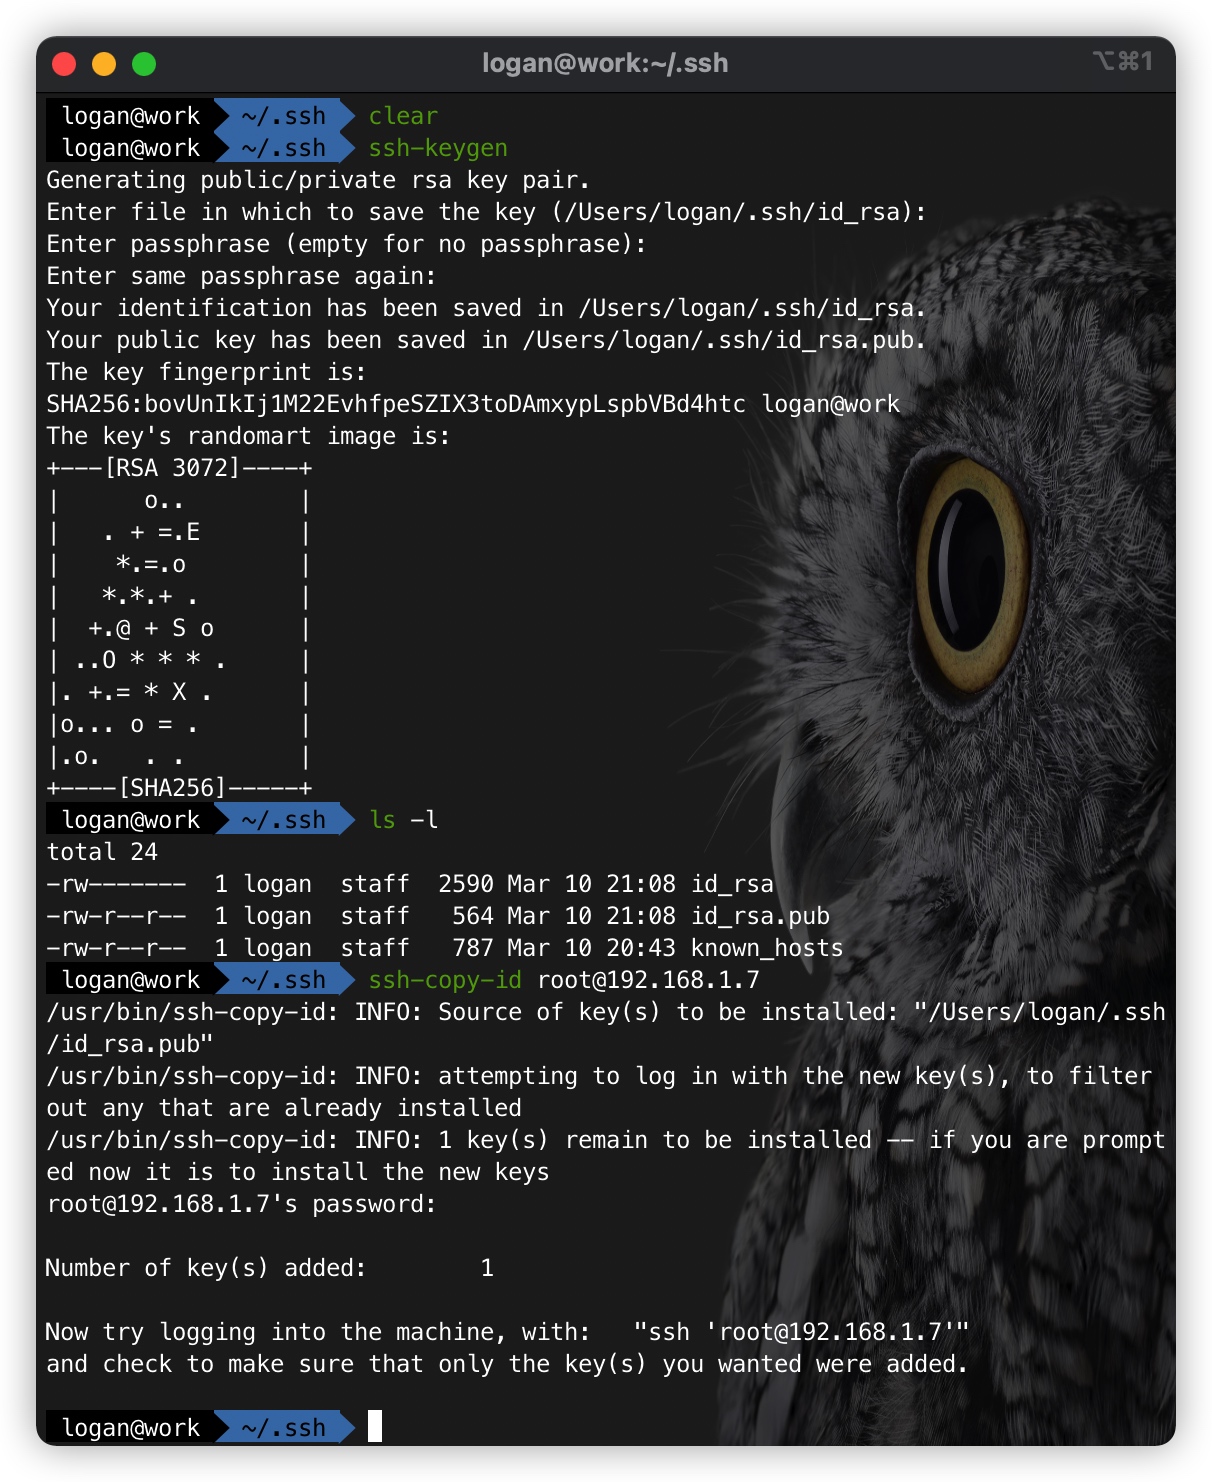 logan@work:~/.ssh ⌥⌘1
logan@work ~/.ssh clear
logan@work ~/.ssh ssh-keygen
Generating public/private rsa key pair.
Enter file in which to save the key (/Users/logan/.ssh/id_rsa):
Enter passphrase (empty for no passphrase):
Enter same passphrase again:
Your identification has been saved in /Users/logan/.ssh/id_rsa.
Your public key has been saved in /Users/logan/.ssh/id_rsa.pub.
The key fingerprint is:
SHA256:bovUnIkIj1M22EvhfpeSZIX3toDAmxypLspbVBd4htc logan@work
The key's randomart image is:
+---[RSA 3072]----+
|      o..        |
|   . + =.E       |
|    *.=.o        |
|   *.*.+ .       |
|  +.@ + S o      |
| ..O * * * .     |
|. +.= * X .      |
|o... o = .       |
|.o.   . .        |
+----[SHA256]-----+
logan@work ~/.ssh ls -l
total 24
-rw-------  1 logan  staff  2590 Mar 10 21:08 id_rsa
-rw-r--r--  1 logan  staff   564 Mar 10 21:08 id_rsa.pub
-rw-r--r--  1 logan  staff   787 Mar 10 20:43 known_hosts
logan@work ~/.ssh ssh-copy-id root@192.168.1.7
/usr/bin/ssh-copy-id: INFO: Source of key(s) to be installed: "/Users/logan/.ssh
/id_rsa.pub"
/usr/bin/ssh-copy-id: INFO: attempting to log in with the new key(s), to filter
out any that are already installed
/usr/bin/ssh-copy-id: INFO: 1 key(s) remain to be installed -- if you are prompt
ed now it is to install the new keys
root@192.168.1.7's password:
Number of key(s) added:        1
Now try logging into the machine, with:   "ssh 'root@192.168.1.7'"
and check to make sure that only the key(s) you wanted were added.
logan@work ~/.ssh